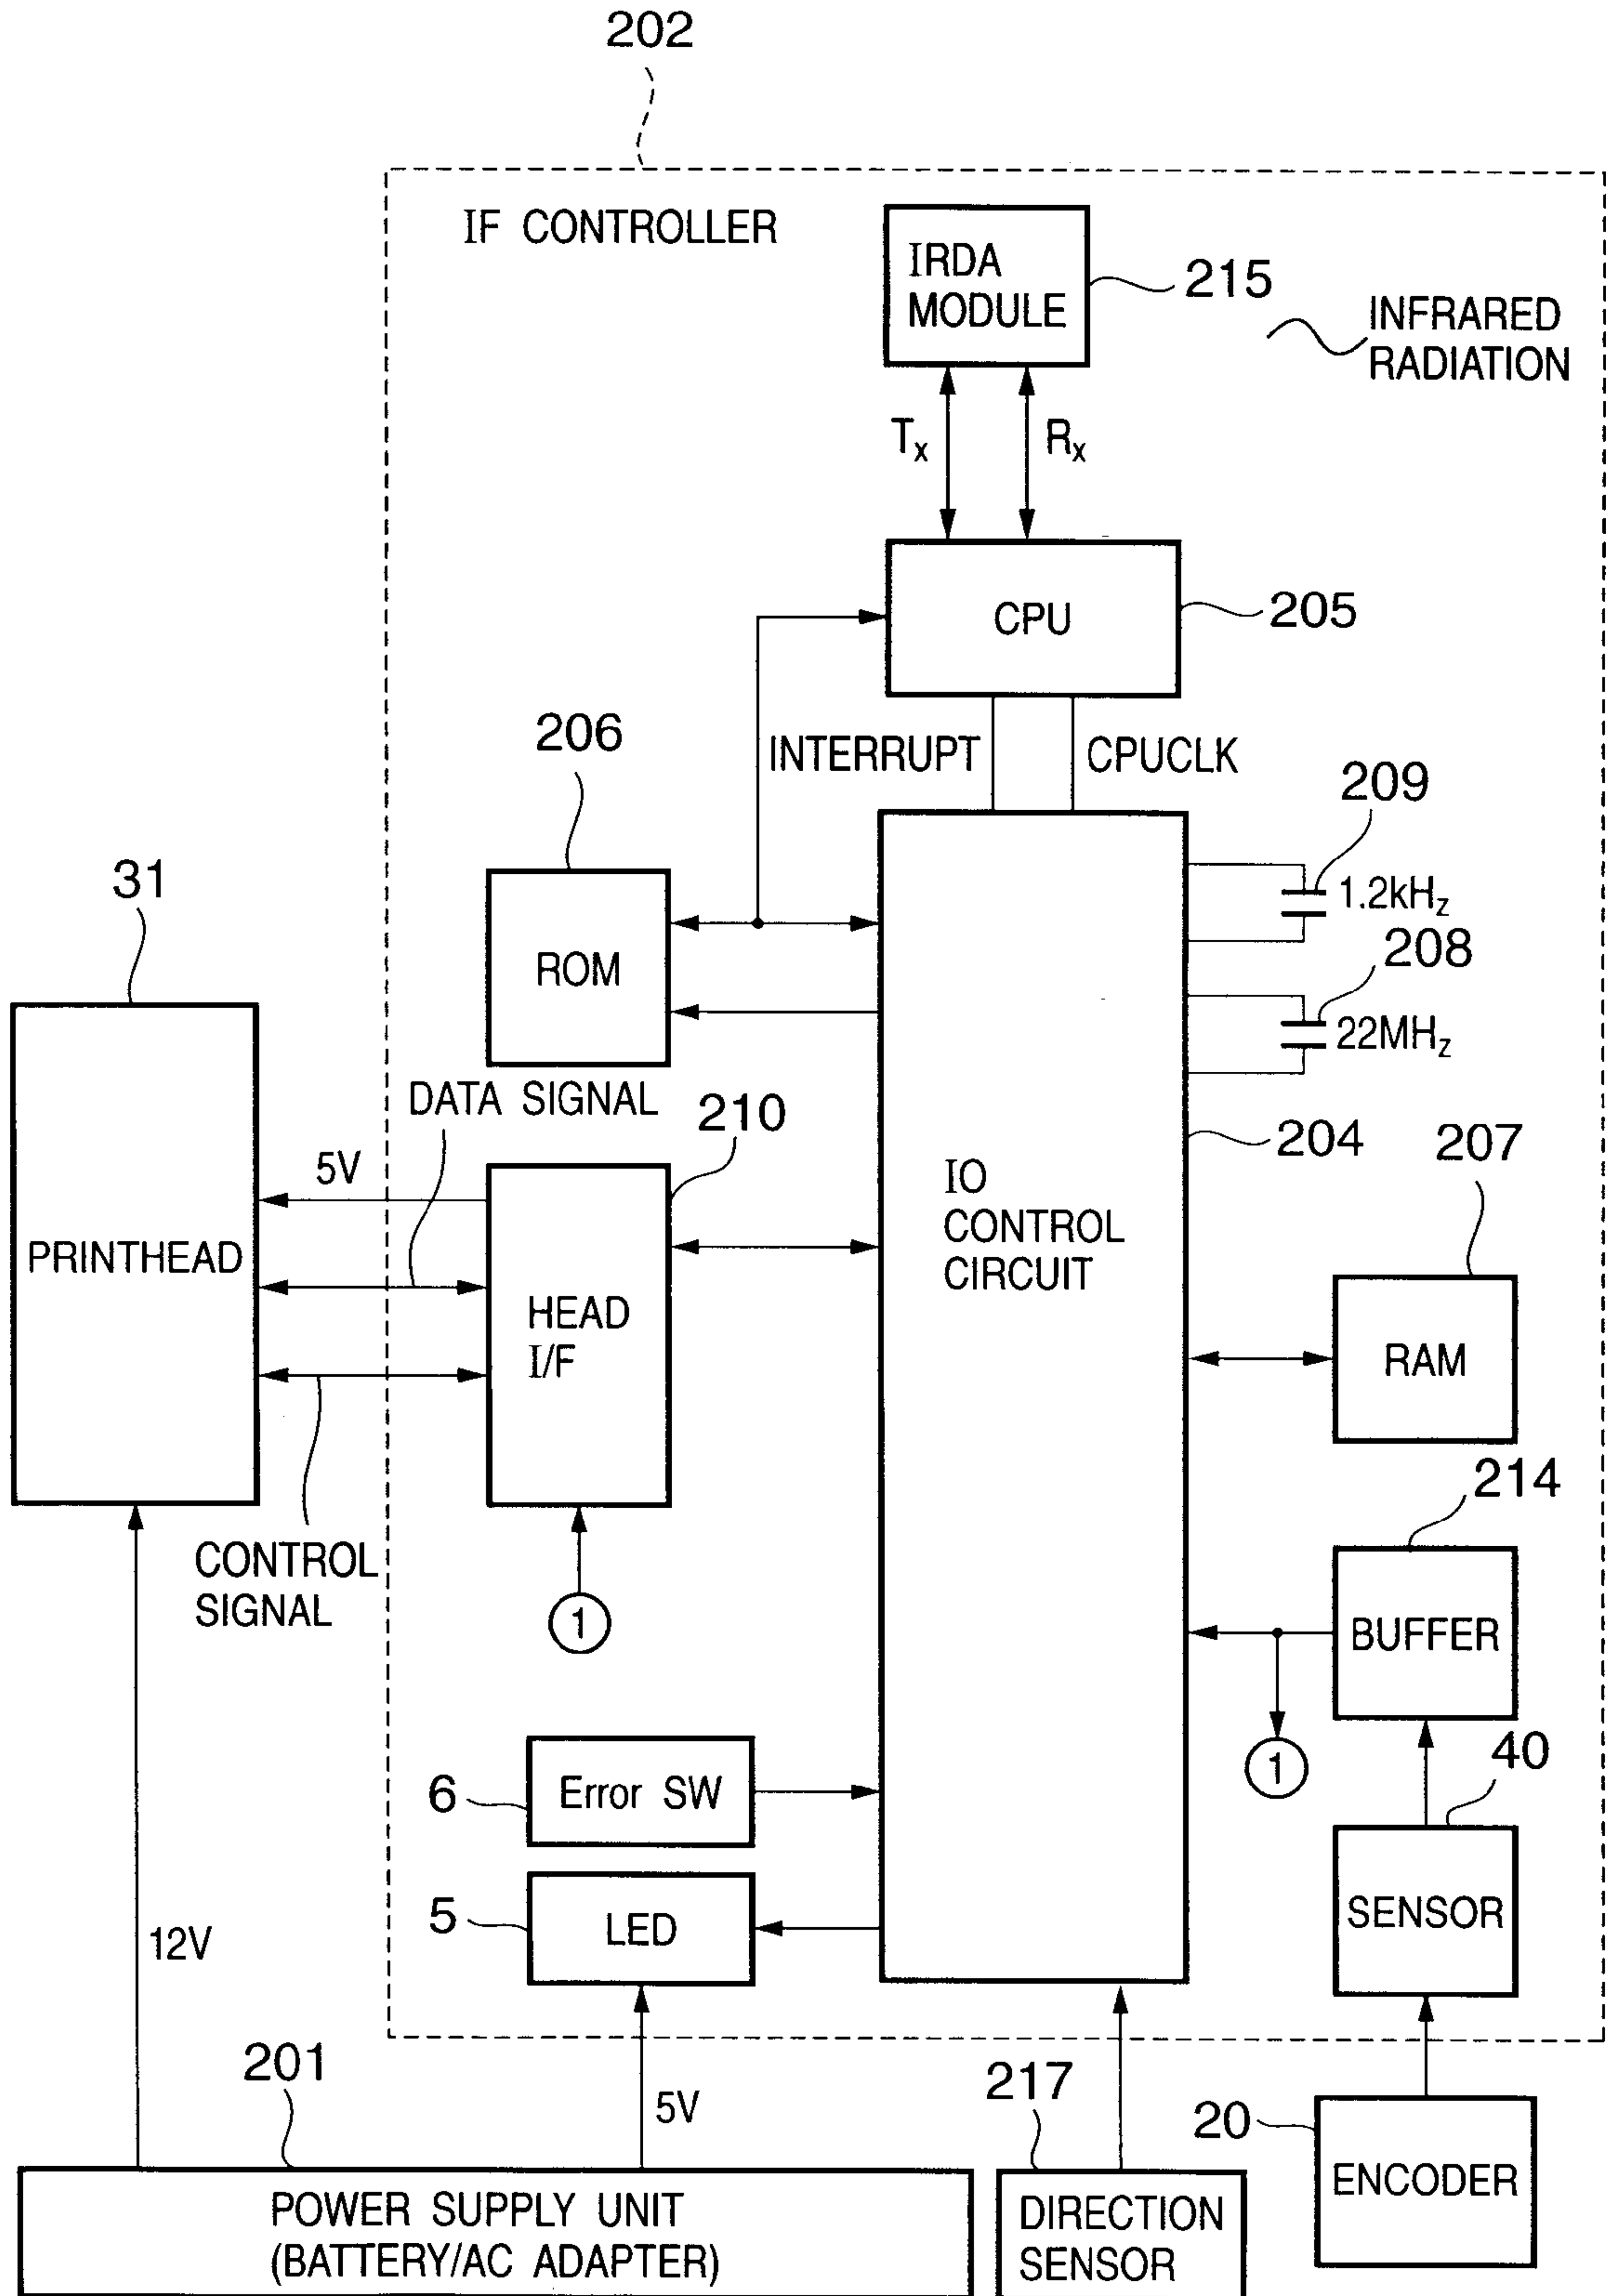 202
IF CONTROLLER
IRDA
MODULE
215
INFRARED
RADIATION
Tx
Rx
CPU
205
206
INTERRUPT
CPUCLK
209
1.2kHz
31
ROM
208
22MHz
DATA SIGNAL
210
204
207
5V
PRINTHEAD
HEAD
I/F
IO
CONTROL
CIRCUIT
RAM
CONTROL
SIGNAL
1
214
BUFFER
1
6
Error SW
40
5
LED
SENSOR
12V
201
5V
217
20
ENCODER
POWER SUPPLY UNIT
(BATTERY/AC ADAPTER)
DIRECTION
SENSOR